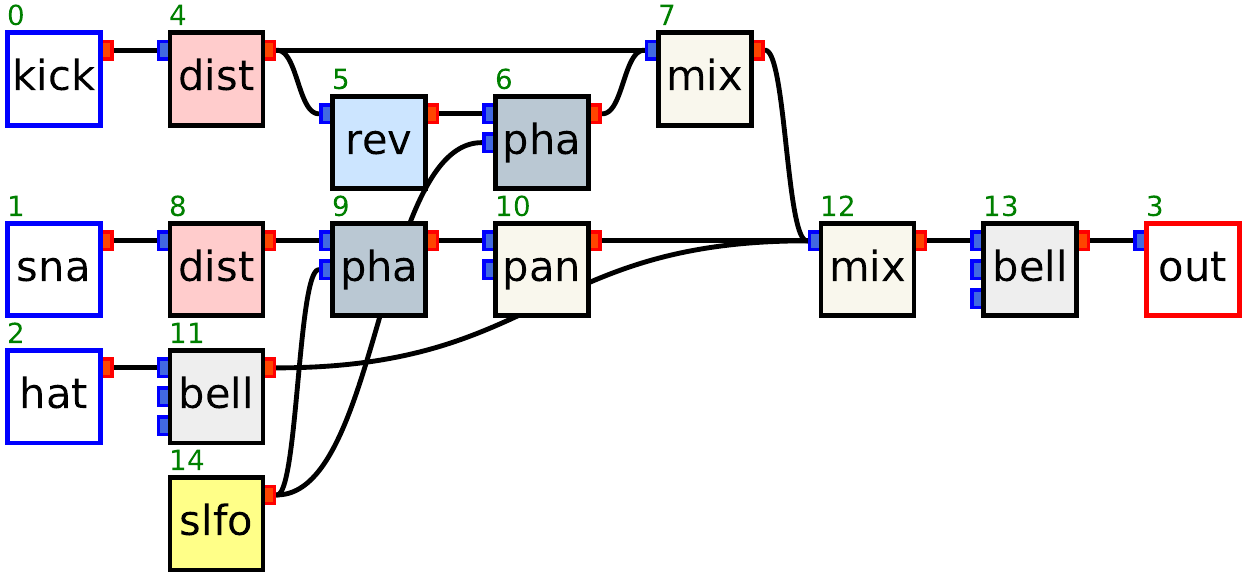 0
kick
4
dist
5
rev
6
pha
7
mix
1
sna
8
dist
9
pha
10
pan
12
mix
13
bell
3
out
2
hat
11
bell
14
slfo